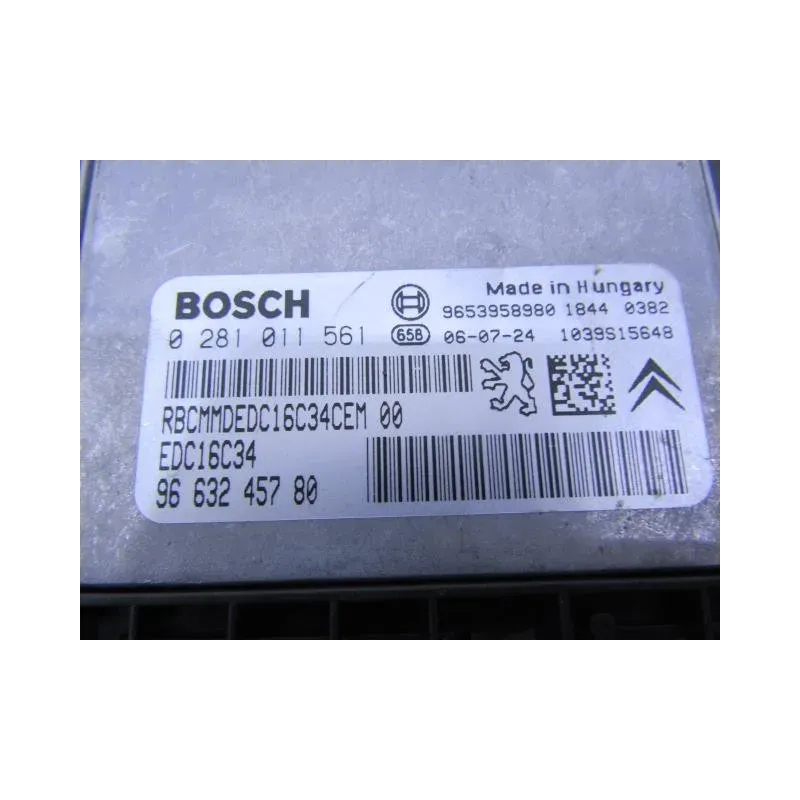 BOSCH
Made in Hungary
9653958980 1844 0382
0 281 011 561 65B 06-07-24 1039S15648
RBCMMDEDC16C34CEM 00
EDC16C34
96 632 457 80